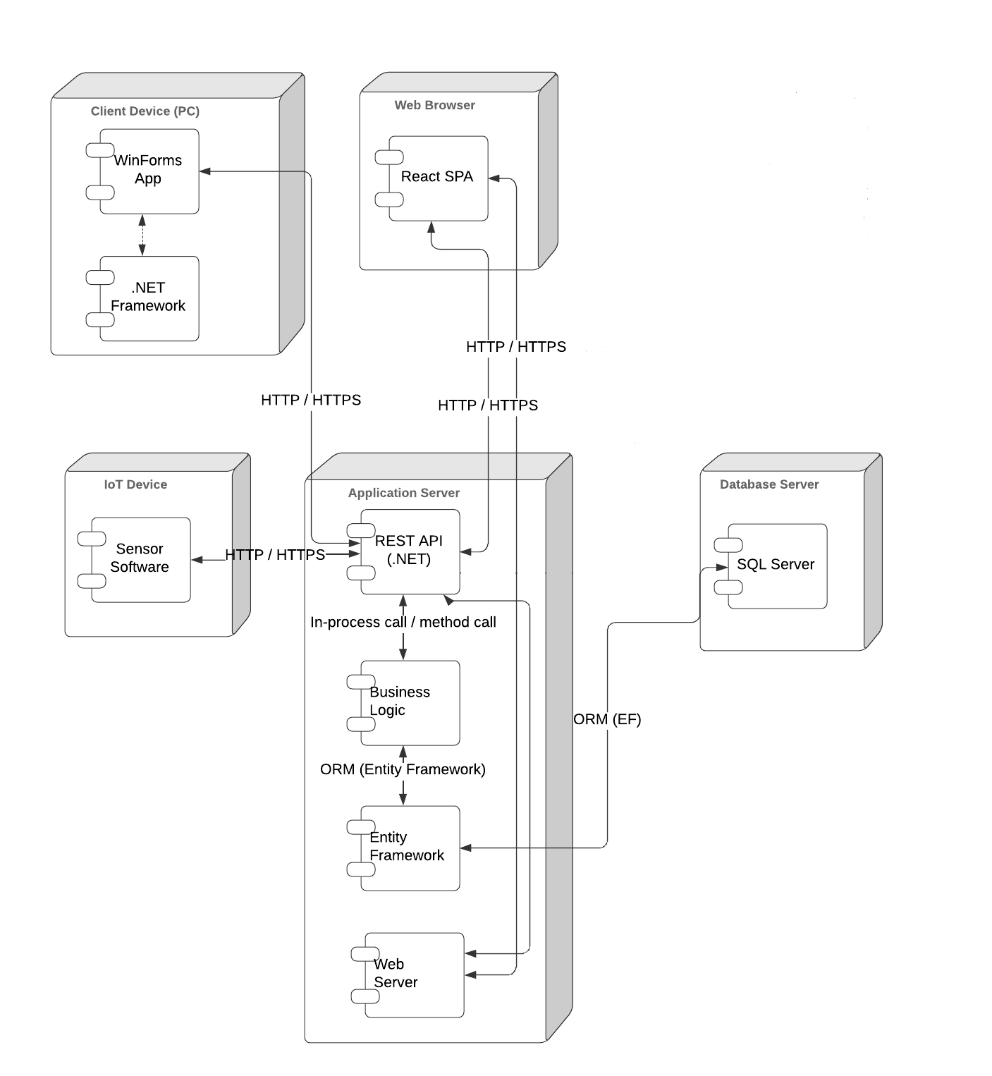 Client Device (PC)
WinForms
App
.NET
Framework
Web Browser
React SPA
HTTP / HTTPS
HTTP / HTTPS
HTTP / HTTPS
IoT Device
Sensor
Software
HTTP / HTTPS
Application Server
REST API
(.NET)
In-process call / method call
Business
Logic
ORM (Entity Framework)
Entity
Framework
Web
Server
Database Server
SQL Server
ORM (EF)